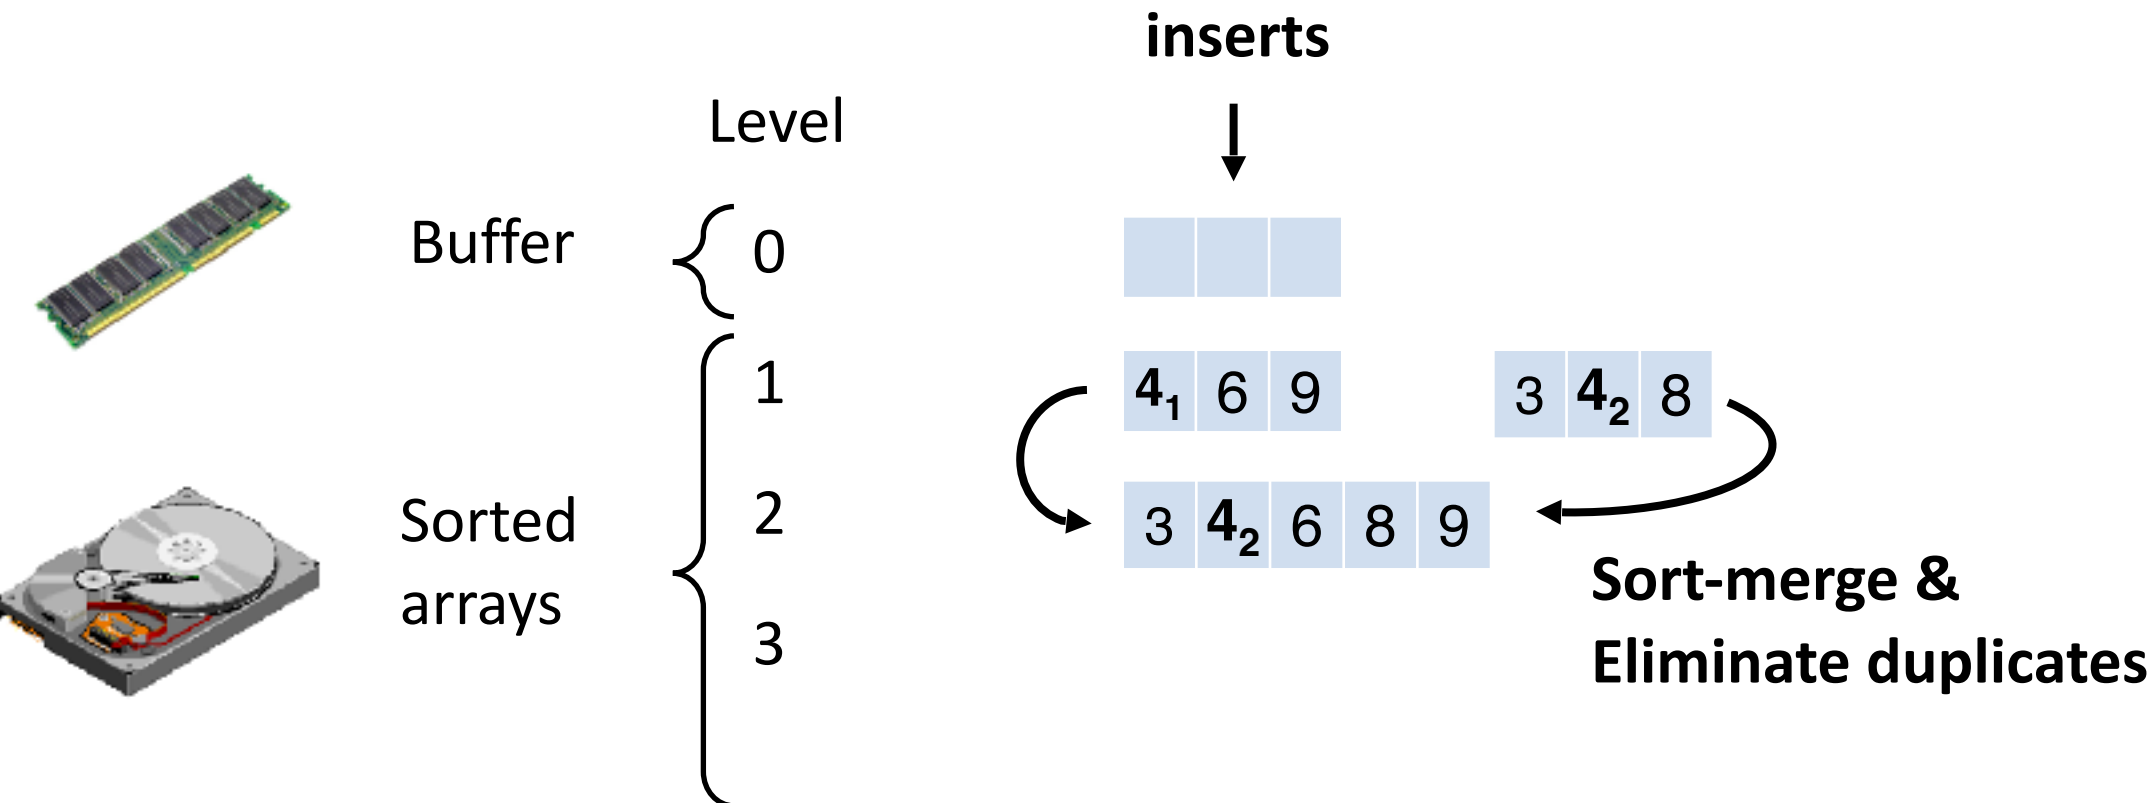 inserts
Level
Buffer
0
1
4₁ 6 9
3 4₂ 8
Sorted
arrays
2
3 4₂ 6 8 9
3
Sort-merge &
Eliminate duplicates